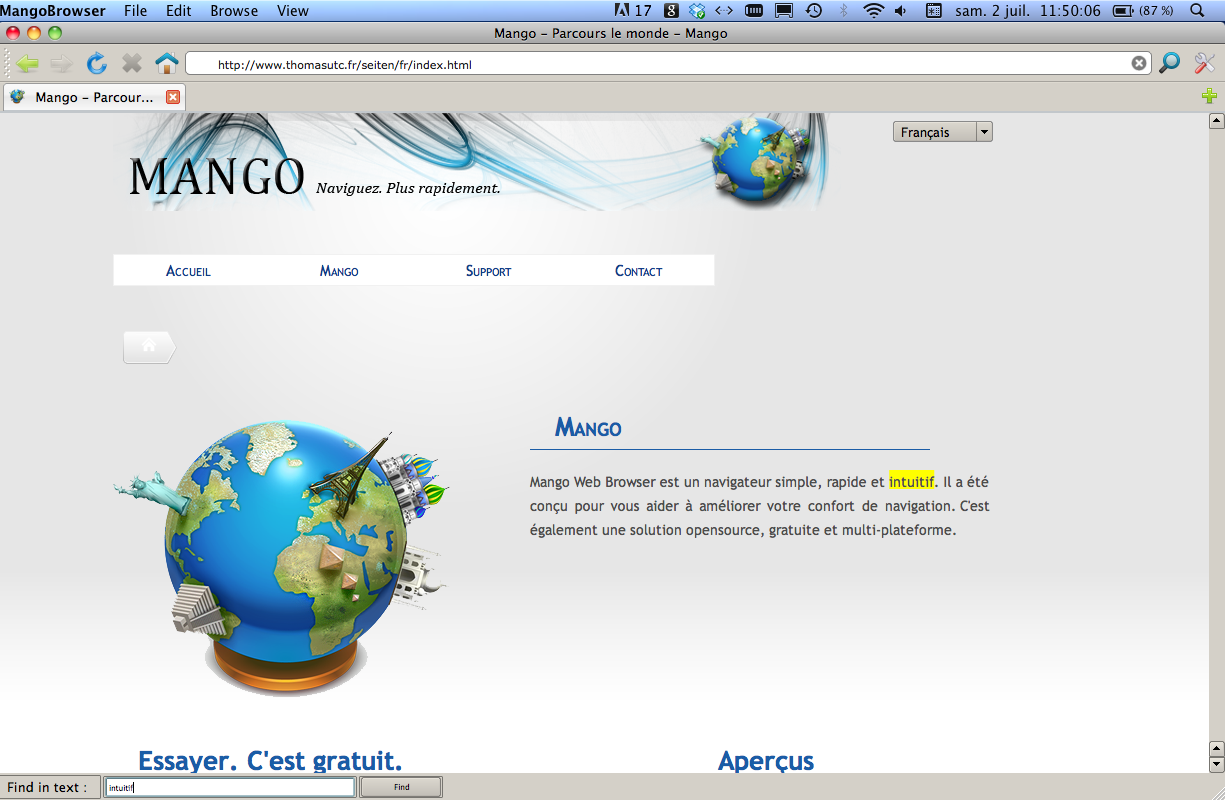 MangoBrowser File Edit Browse View 17 8 sam. 2 juil. 11:50:06 (87 %)
Mango – Parcours le monde – Mango
http://www.thomasutc.fr/seiten/fr/index.html
Mango – Parcour...
Français
MANGO Naviguez. Plus rapidement.
Accueil Mango Support Contact
Mango
Mango Web Browser est un navigateur simple, rapide et intuitif. Il a été
conçu pour vous aider à améliorer votre confort de navigation. C'est
également une solution opensource, gratuite et multi-plateforme.
Essayer. C'est gratuit. Aperçus
Find in text : intuitif Find